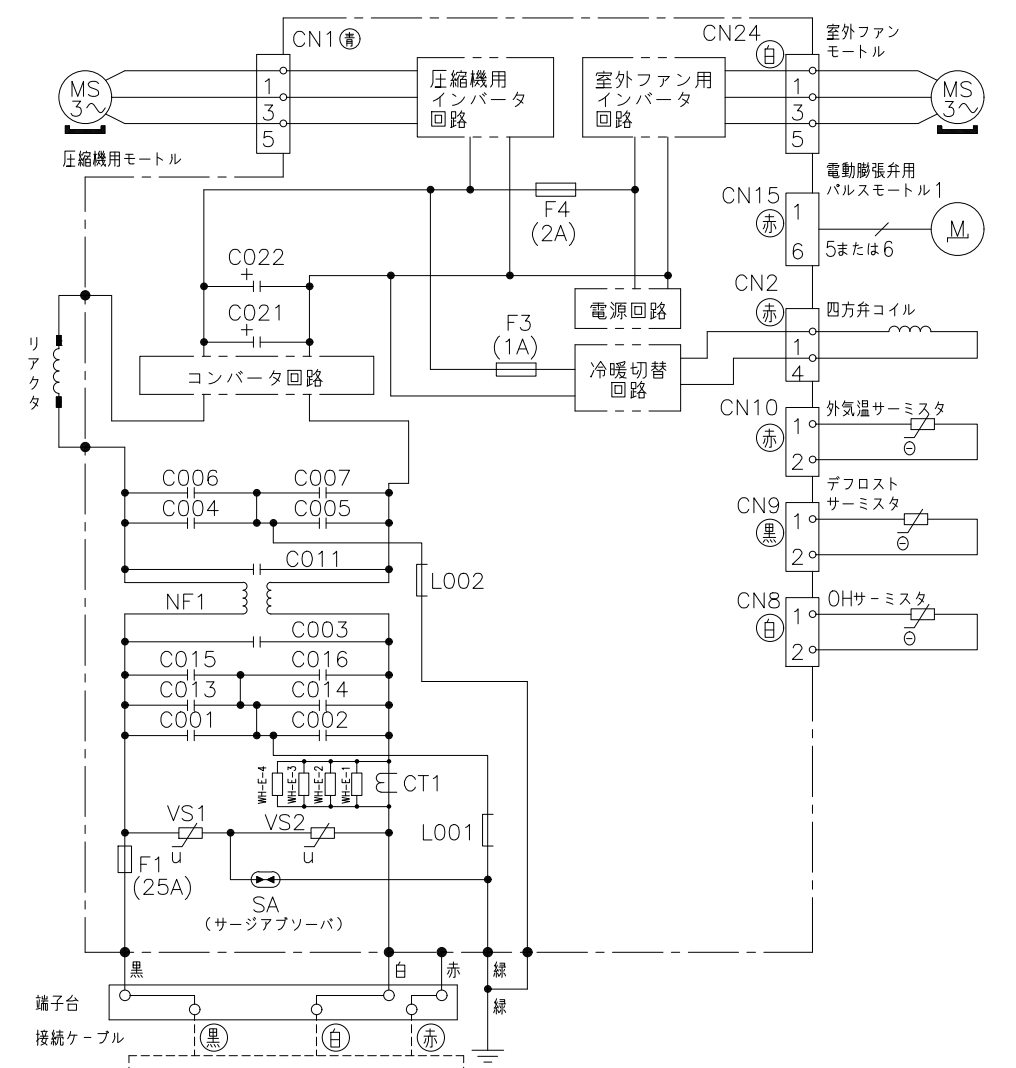 CN1 青
CN24
白
室外ファン
モートル
MS
3〜
1
3
5
圧縮機用
インバータ
回路
室外ファン用
インバータ
回路
1
3
5
MS
3〜
圧縮機用モートル
F4
(2A)
電動膨張弁用
パルスモートル1
CN15
赤
1
6
5または6
M
C022
+
C021
+
電源回路
CN2
赤
四方弁コイル
1
4
リアクタ
F3
(1A)
コンバータ回路
冷暖切替
回路
CN10
赤
外気温サーミスタ
1
2
θ
C006
C007
C004
C005
デフロスト
サーミスタ
CN9
黒
1
2
θ
C011
L002
NF1
CN8
白
OHサーミスタ
1
2
θ
C003
C015
C016
C013
C014
C001
C002
WH-E-4
WH-E-3
WH-E-2
WH-E-1
CT1
VS1
u
VS2
u
L001
F1
(25A)
SA
(サージアブソーバ)
黒
白
赤
緑
緑
端子台
接続ケーブル
黒
白
赤